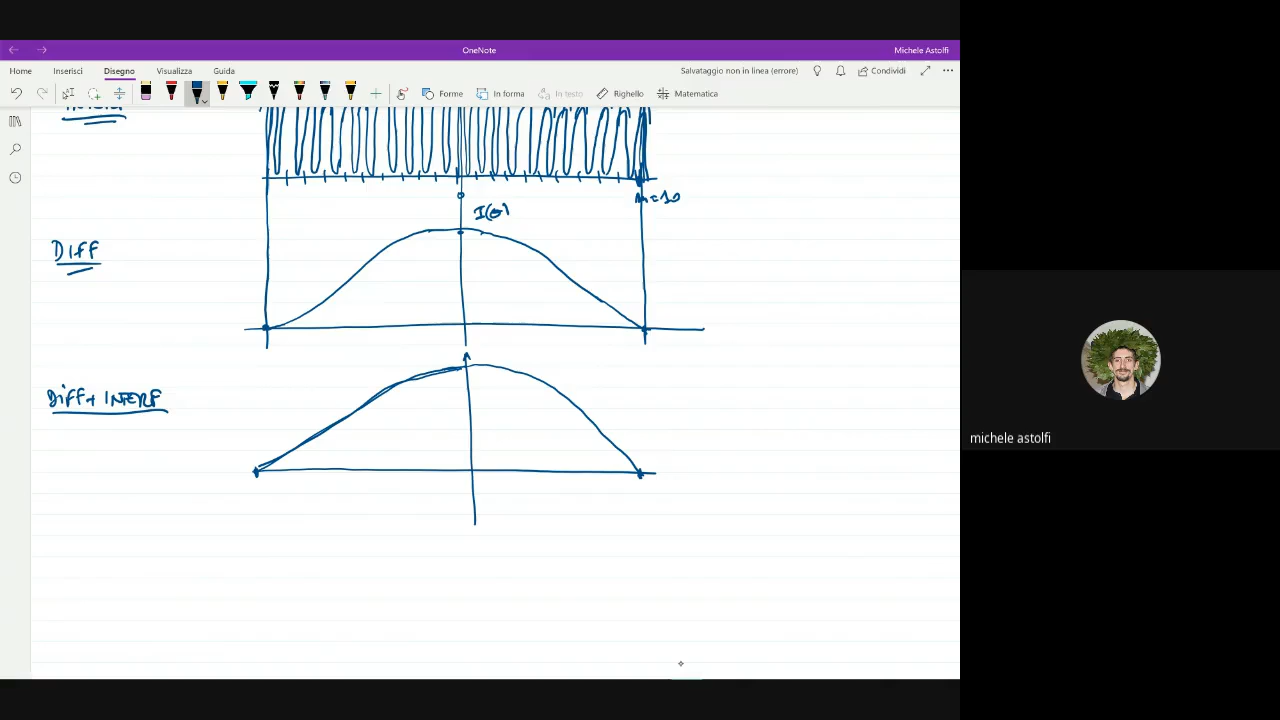 OneNote
Michele Astolfi
Home Inserisci Disegno Visualizza Guida
Salvataggio non in linea (errore) Condividi
Forme In forma In testo Righello Matematica
m=10
I(θ)
DIFF
DIFF+ INTERF
michele astolfi